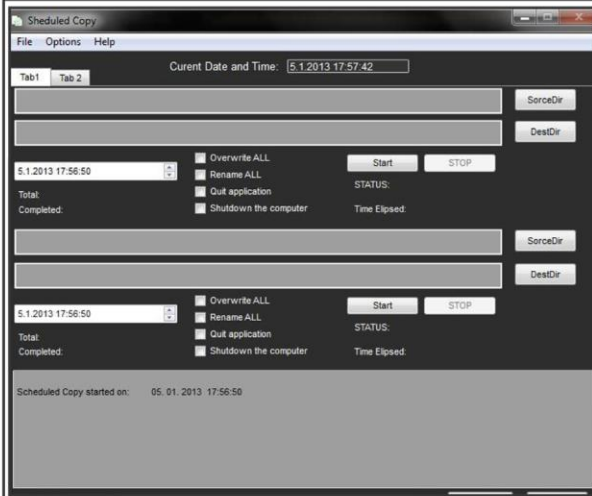 Sheduled Copy
File Options Help
Curent Date and Time: 5.1.2013 17:57:42
Tab1 Tab 2
SorceDir
DestDir
5.1.2013 17:56:50
Overwrite ALL
Rename ALL
Quit application
Shutdown the computer
Start STOP
STATUS:
Total:
Completed:
Time Elipsed:
SorceDir
DestDir
5.1.2013 17:56:50
Overwrite ALL
Rename ALL
Quit application
Shutdown the computer
Start STOP
STATUS:
Total:
Completed:
Time Elipsed:
Scheduled Copy started on: 05. 01. 2013 17:56:50